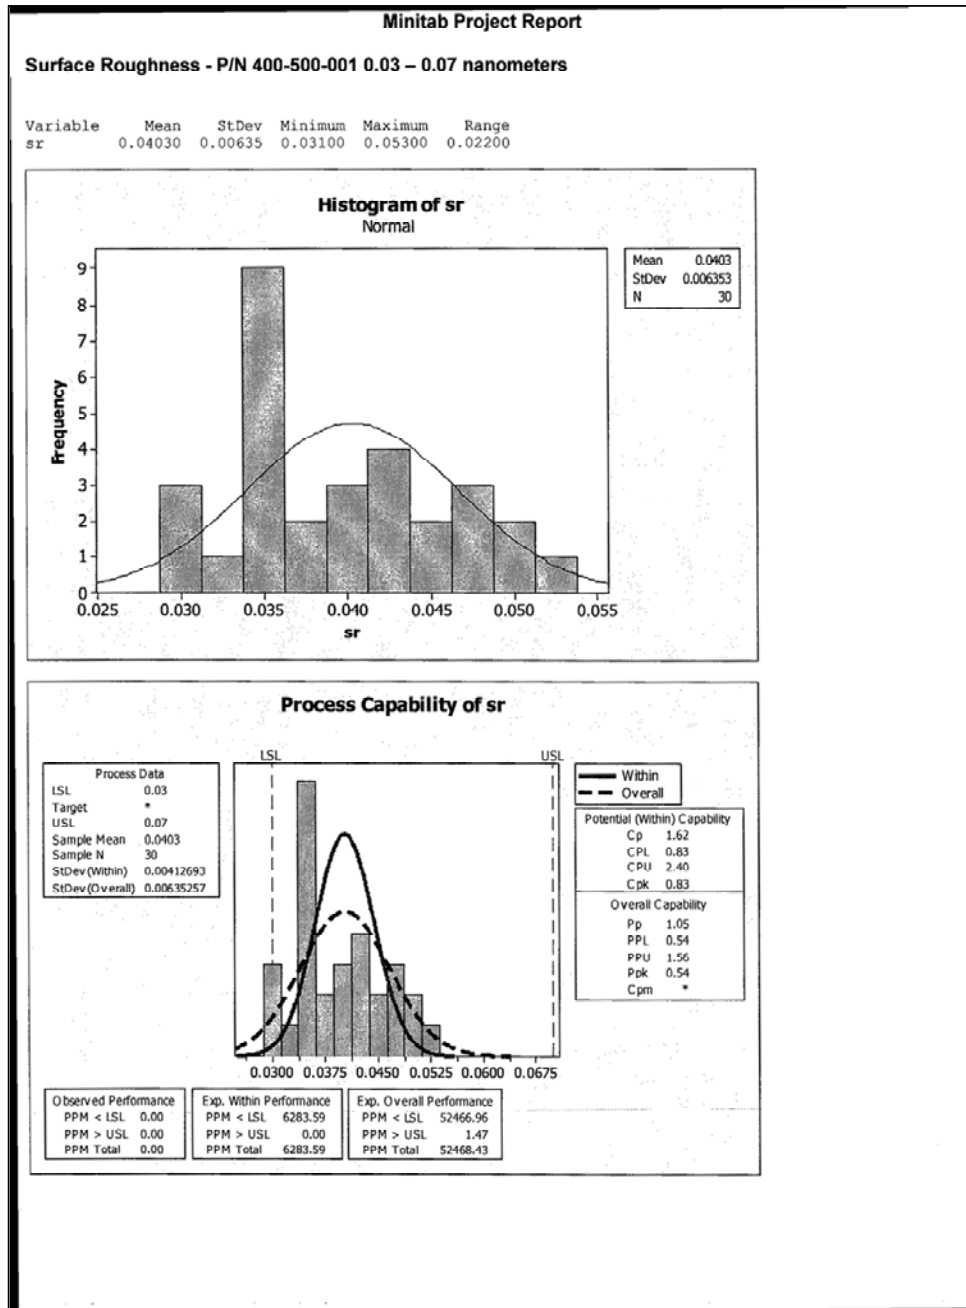 Minitab Project Report
Surface Roughness - P/N 400-500-001 0.03 – 0.07 nanometers
Variable Mean StDev Minimum Maximum Range
sr 0.04030 0.00635 0.03100 0.05300 0.02200
Histogram of sr
Normal
Mean 0.0403
StDev 0.006353
N 30
9
8
7
6
5
4
3
2
1
0
Frequency
0.025 0.030 0.035 0.040 0.045 0.050 0.055
sr
Process Capability of sr
LSL USL
Process Data
LSL 0.03
Target *
USL 0.07
Sample Mean 0.0403
Sample N 30
StDev(Within) 0.00412693
StDev(Overall) 0.00635257
Within
Overall
Potential (Within) Capability
Cp 1.62
CPL 0.83
CPU 2.40
Cpk 0.83
Overall Capability
Pp 1.05
PPL 0.54
PPU 1.56
Ppk 0.54
Cpm *
0.0300 0.0375 0.0450 0.0525 0.0600 0.0675
Observed Performance
PPM < LSL 0.00
PPM > USL 0.00
PPM Total 0.00
Exp. Within Performance
PPM < LSL 6283.59
PPM > USL 0.00
PPM Total 6283.59
Exp. Overall Performance
PPM < LSL 52466.96
PPM > USL 1.47
PPM Total 52468.43